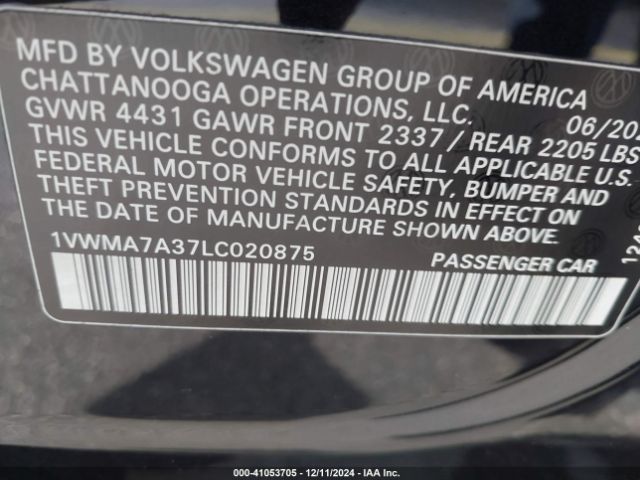 MFD BY VOLKSWAGEN GROUP OF AMERICA
CHATTANOOGA OPERATIONS, LLC. 06/20
GVWR 4431 GAWR FRONT 2337//REAR 2205 LBS
THIS VEHICLE CONFORMS TO ALL APPLICABLE U.S.
FEDERAL MOTOR VEHICLE SAFETY, BUMPER AND
THEFT PREVENTION STANDARDS IN EFFECT ON
THE DATE OF MANUFACTURE SHOWN ABOVE.
1VWMA7A37LC020875 PASSENGER CAR
000-41053705 - 12/11/2024 - IAA Inc.